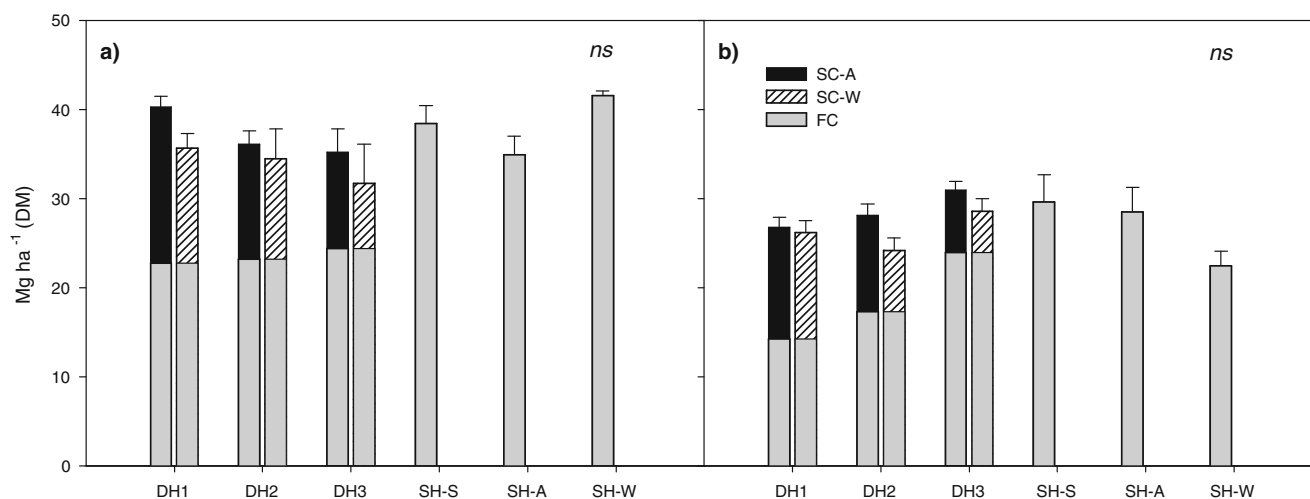 50
40
30
20
10
0
Mg ha⁻¹ (DM)
a)
ns
b)
ns
SC-A
SC-W
FC
DH1 DH2 DH3 SH-S SH-A SH-W
DH1 DH2 DH3 SH-S SH-A SH-W